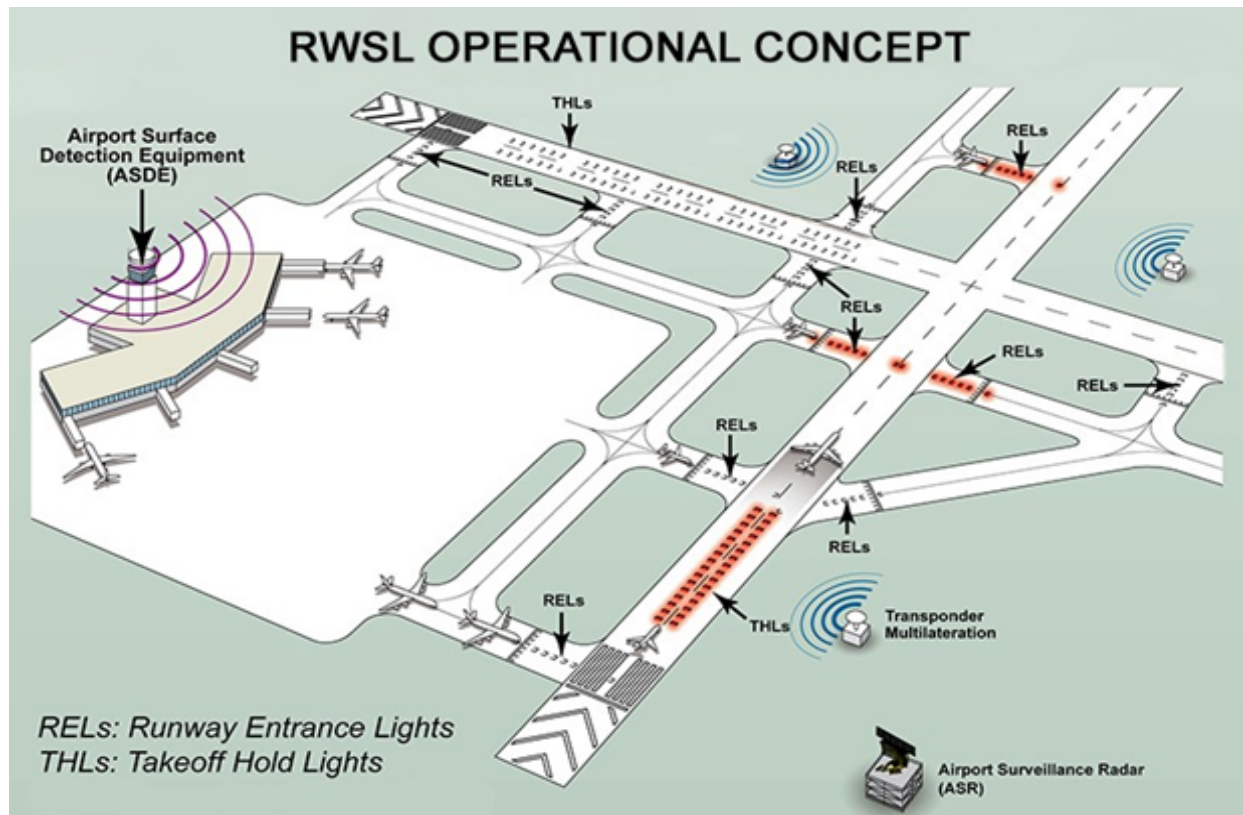 RWSL OPERATIONAL CONCEPT
THLs
Airport Surface
Detection Equipment
(ASDE)
RELs
RELs
RELs
RELs
RELs
RELs
RELs
RELs
RELs
THLs
Transponder
Multilateration
RELs: Runway Entrance Lights
THLs: Takeoff Hold Lights
Airport Surveillance Radar
(ASR)